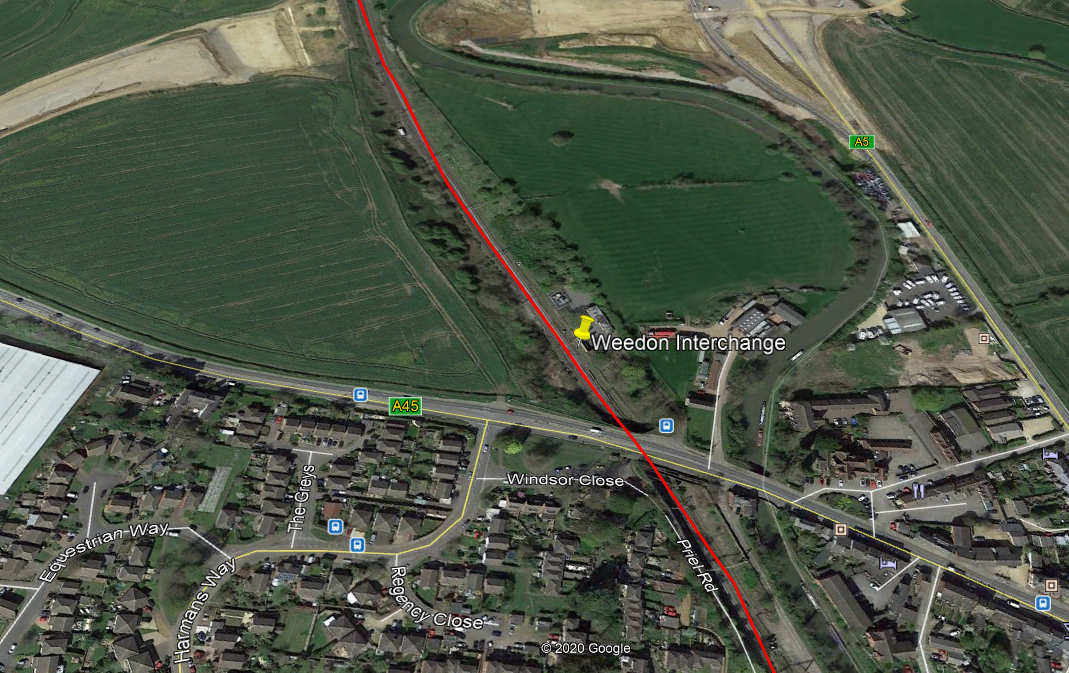 A5
Weedon Interchange
A45
Windsor Close
The Greys
Equestrian Way
Priel Rd
Harmans Way
Regency Close
© 2020 Google